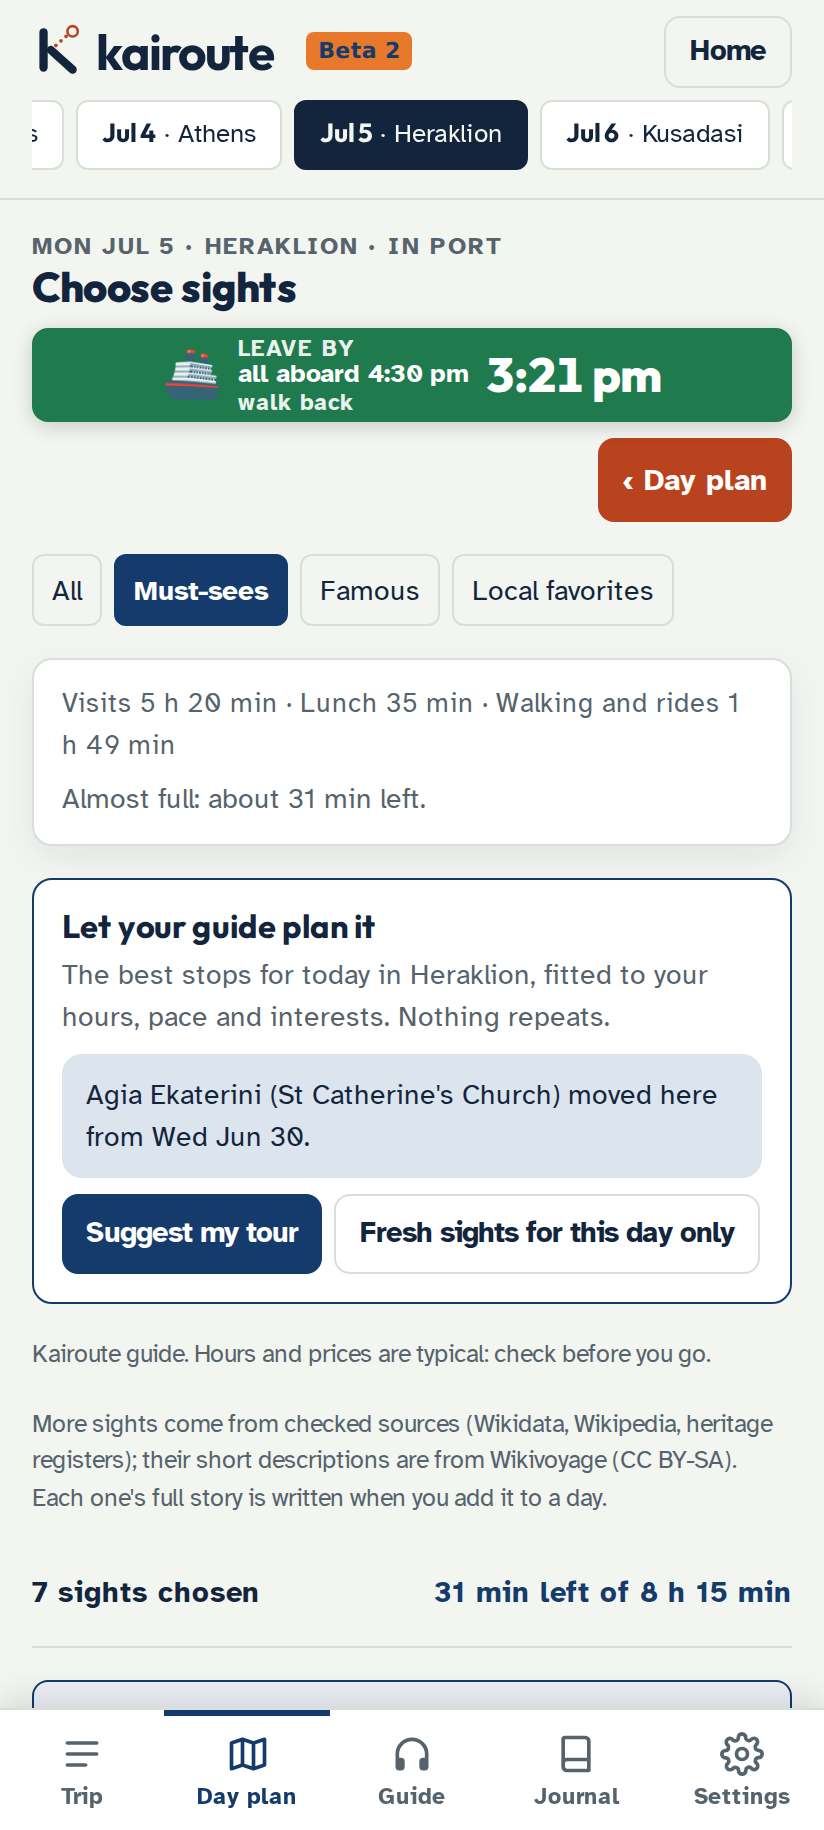 kairoute
Beta 2
Home
s
Jul 4 · Athens
Jul 5 · Heraklion
Jul 6 · Kusadasi
MON JUL 5 · HERAKLION · IN PORT
Choose sights
LEAVE BY
all aboard 4:30 pm
walk back
3:21 pm
‹ Day plan
All
Must-sees
Famous
Local favorites
Visits 5 h 20 min · Lunch 35 min · Walking and rides 1
h 49 min
Almost full: about 31 min left.
Let your guide plan it
The best stops for today in Heraklion, fitted to your
hours, pace and interests. Nothing repeats.
Agia Ekaterini (St Catherine's Church) moved here
from Wed Jun 30.
Suggest my tour
Fresh sights for this day only
Kairoute guide. Hours and prices are typical: check before you go.
More sights come from checked sources (Wikidata, Wikipedia, heritage
registers); their short descriptions are from Wikivoyage (CC BY-SA).
Each one's full story is written when you add it to a day.
7 sights chosen
31 min left of 8 h 15 min
Trip
Day plan
Guide
Journal
Settings